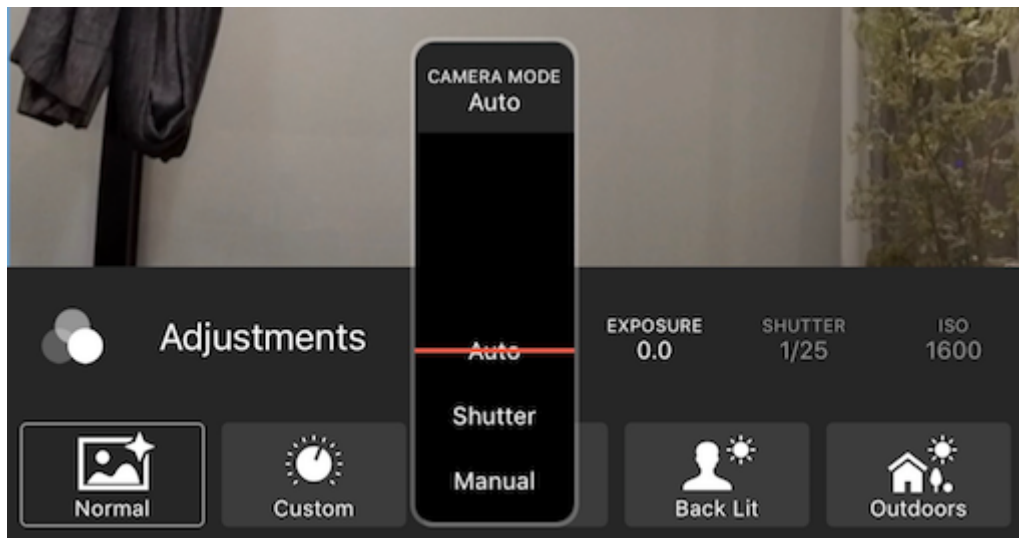 CAMERA MODE
Auto
Adjustments
Auto
EXPOSURE
0.0
SHUTTER
1/25
ISO
1600
Shutter
Manual
Normal
Custom
Back Lit
Outdoors